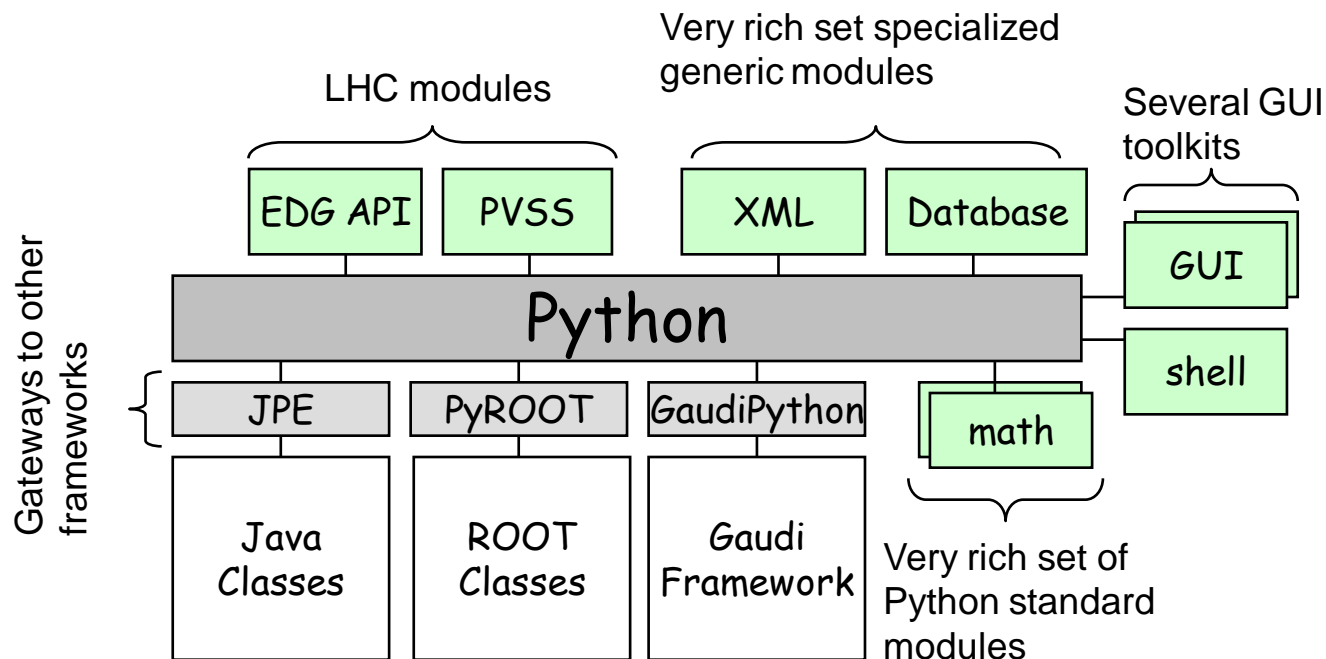 Very rich set specialized
generic modules
LHC modules
Several GUI
toolkits
EDG API
PVSS
XML
Database
GUI
Python
shell
Gateways to other
frameworks
JPE
PyROOT
GaudiPython
math
Java
Classes
ROOT
Classes
Gaudi
Framework
Very rich set of
Python standard
modules